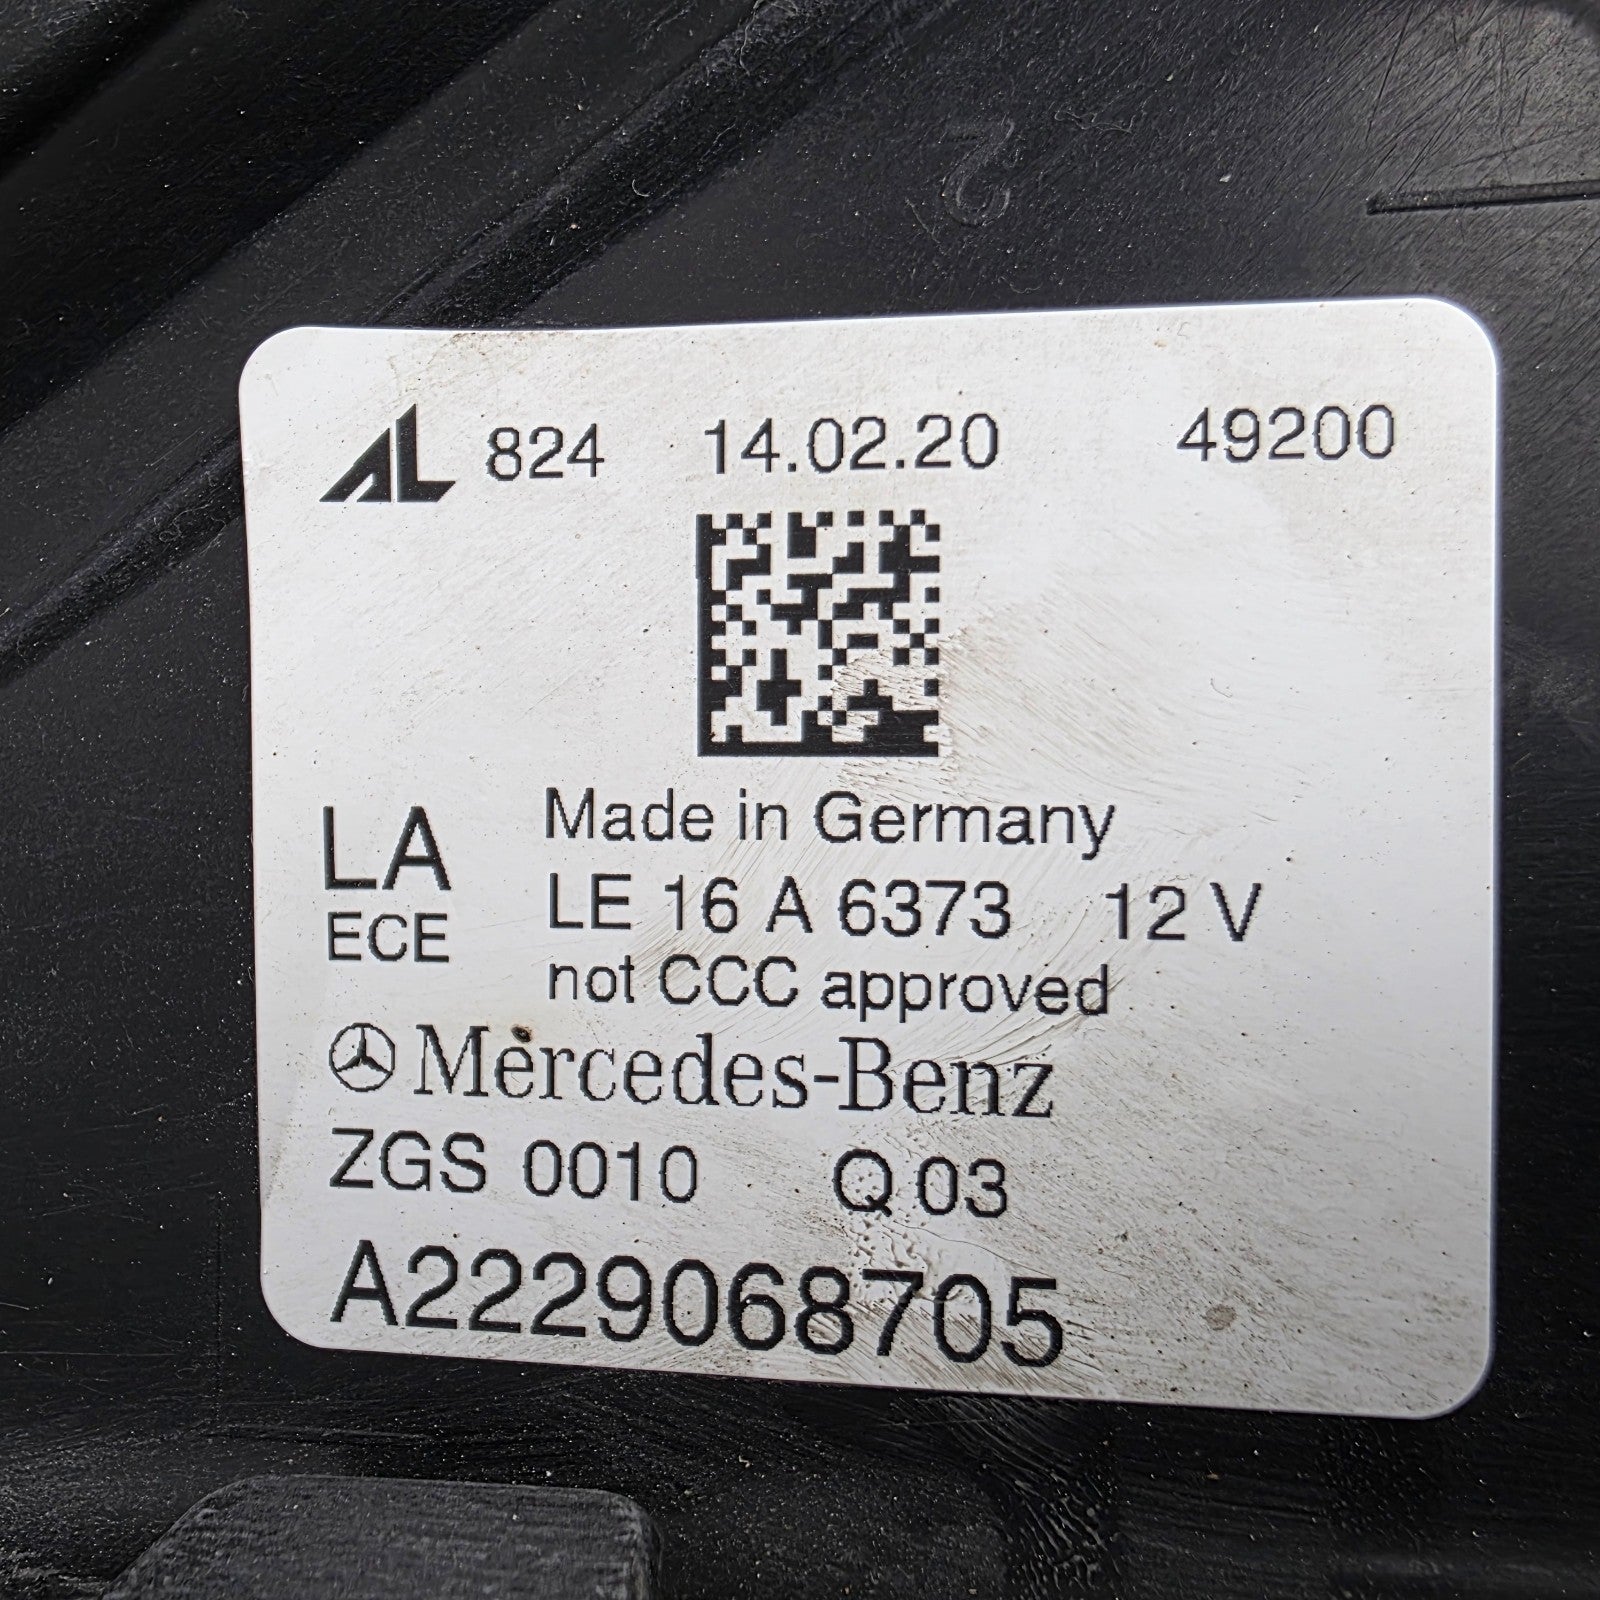 2
AL 824 14.02.20 49200
Made in Germany
LA LE 16 A 6373 12 V
ECE not CCC approved
Mercedes-Benz
ZGS 0010 Q 03
A2229068705